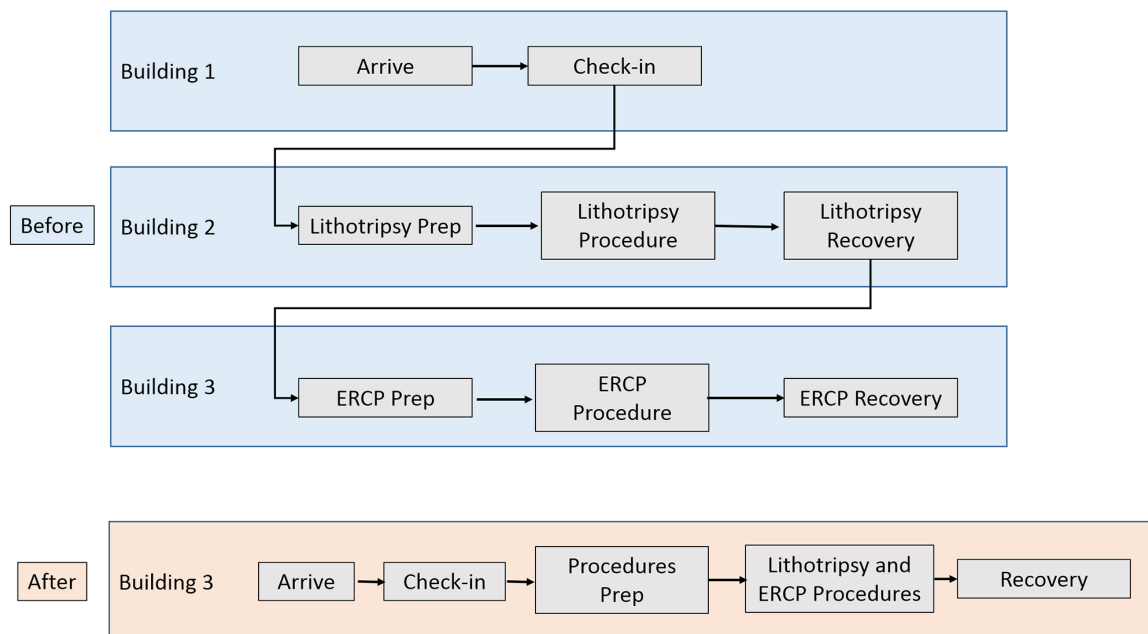 Building 1
Arrive
Check-in
Before
Building 2
Lithotripsy Prep
Lithotripsy
Procedure
Lithotripsy
Recovery
Building 3
ERCP Prep
ERCP
Procedure
ERCP Recovery
After
Building 3
Arrive
Check-in
Procedures
Prep
Lithotripsy and
ERCP Procedures
Recovery